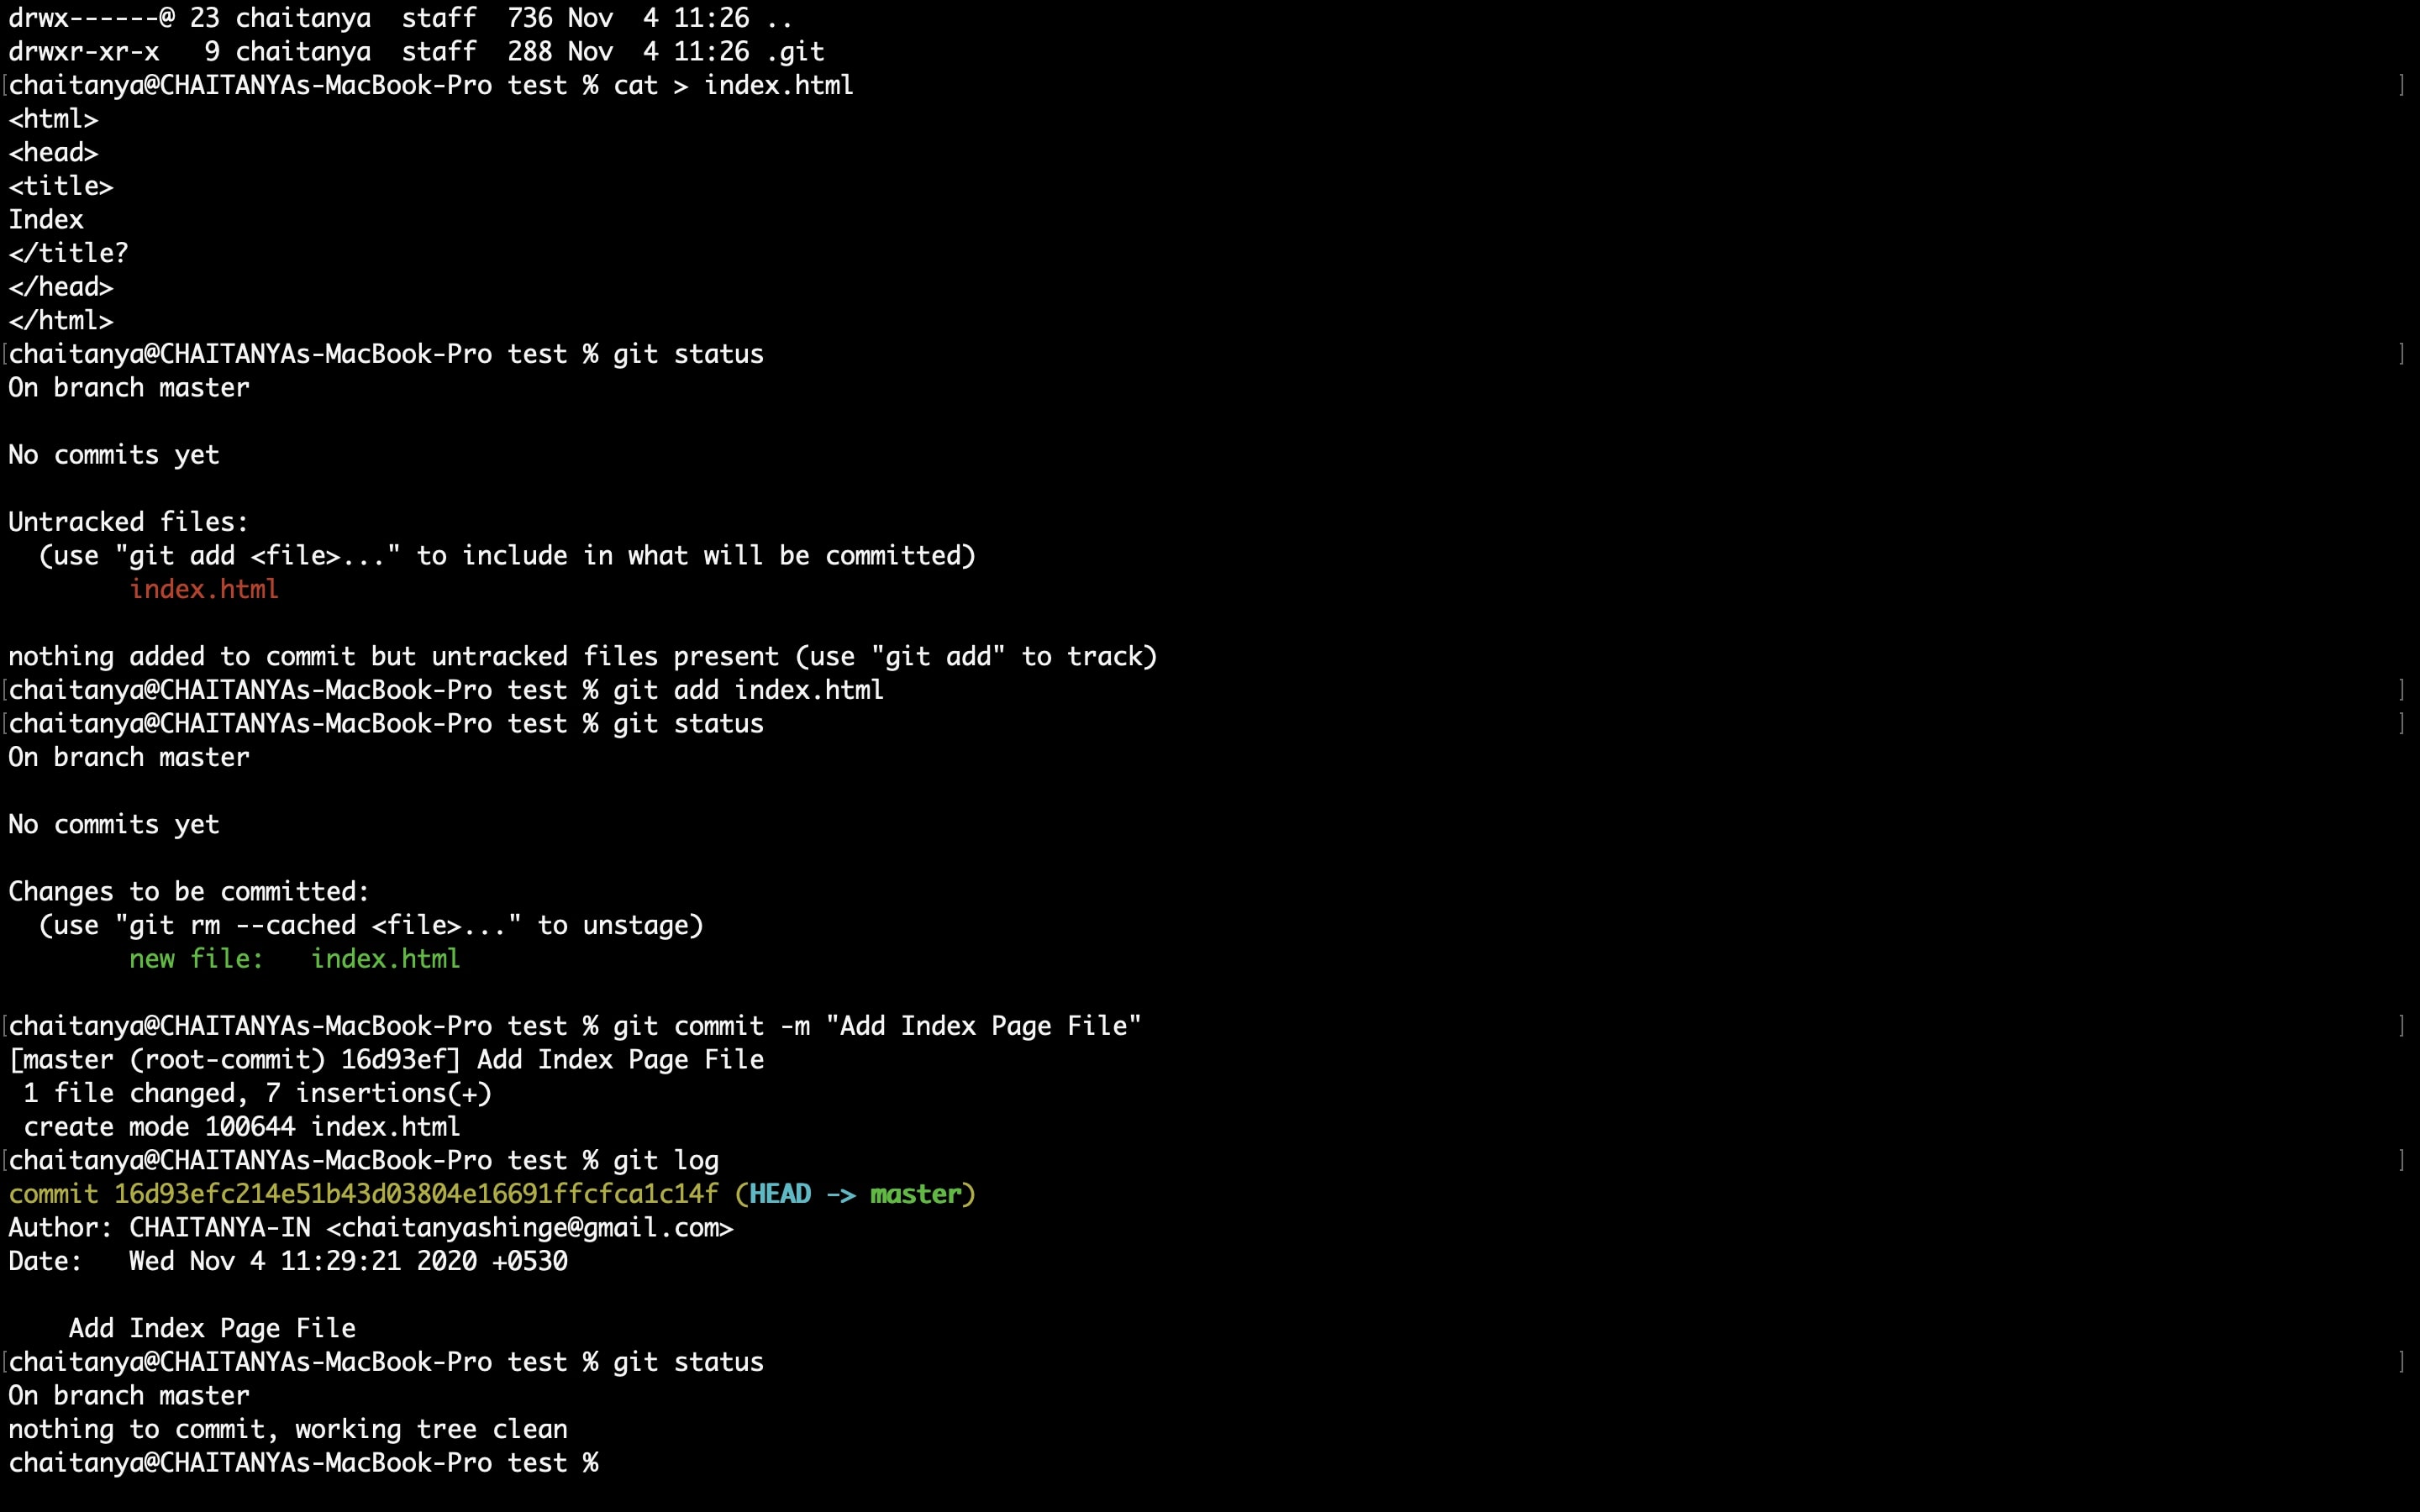 drwx------@ 23 chaitanya  staff  736 Nov  4 11:26 ..
drwxr-xr-x   9 chaitanya  staff  288 Nov  4 11:26 .git
[chaitanya@CHAITANYAs-MacBook-Pro test % cat > index.html ]
<html>
<head>
<title>
Index
</title?
</head>
</html>
[chaitanya@CHAITANYAs-MacBook-Pro test % git status ]
On branch master

No commits yet

Untracked files:
  (use "git add <file>..." to include in what will be committed)
        index.html

nothing added to commit but untracked files present (use "git add" to track)
[chaitanya@CHAITANYAs-MacBook-Pro test % git add index.html ]
[chaitanya@CHAITANYAs-MacBook-Pro test % git status ]
On branch master

No commits yet

Changes to be committed:
  (use "git rm --cached <file>..." to unstage)
        new file:   index.html

[chaitanya@CHAITANYAs-MacBook-Pro test % git commit -m "Add Index Page File" ]
[master (root-commit) 16d93ef] Add Index Page File
 1 file changed, 7 insertions(+)
 create mode 100644 index.html
[chaitanya@CHAITANYAs-MacBook-Pro test % git log ]
commit 16d93efc214e51b43d03804e16691ffcfca1c14f (HEAD -> master)
Author: CHAITANYA-IN <chaitanyashinge@gmail.com>
Date:   Wed Nov 4 11:29:21 2020 +0530

    Add Index Page File
[chaitanya@CHAITANYAs-MacBook-Pro test % git status ]
On branch master
nothing to commit, working tree clean
chaitanya@CHAITANYAs-MacBook-Pro test %